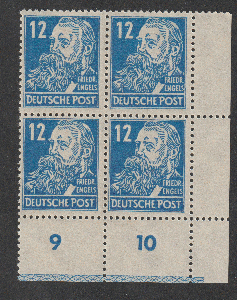 12 12
FRIEDR. FRIEDR.
ENGELS ENGELS
DEUTSCHE POST DEUTSCHE POST
12 12
FRIEDR. FRIEDR.
ENGELS ENGELS
DEUTSCHE POST DEUTSCHE POST
9 10